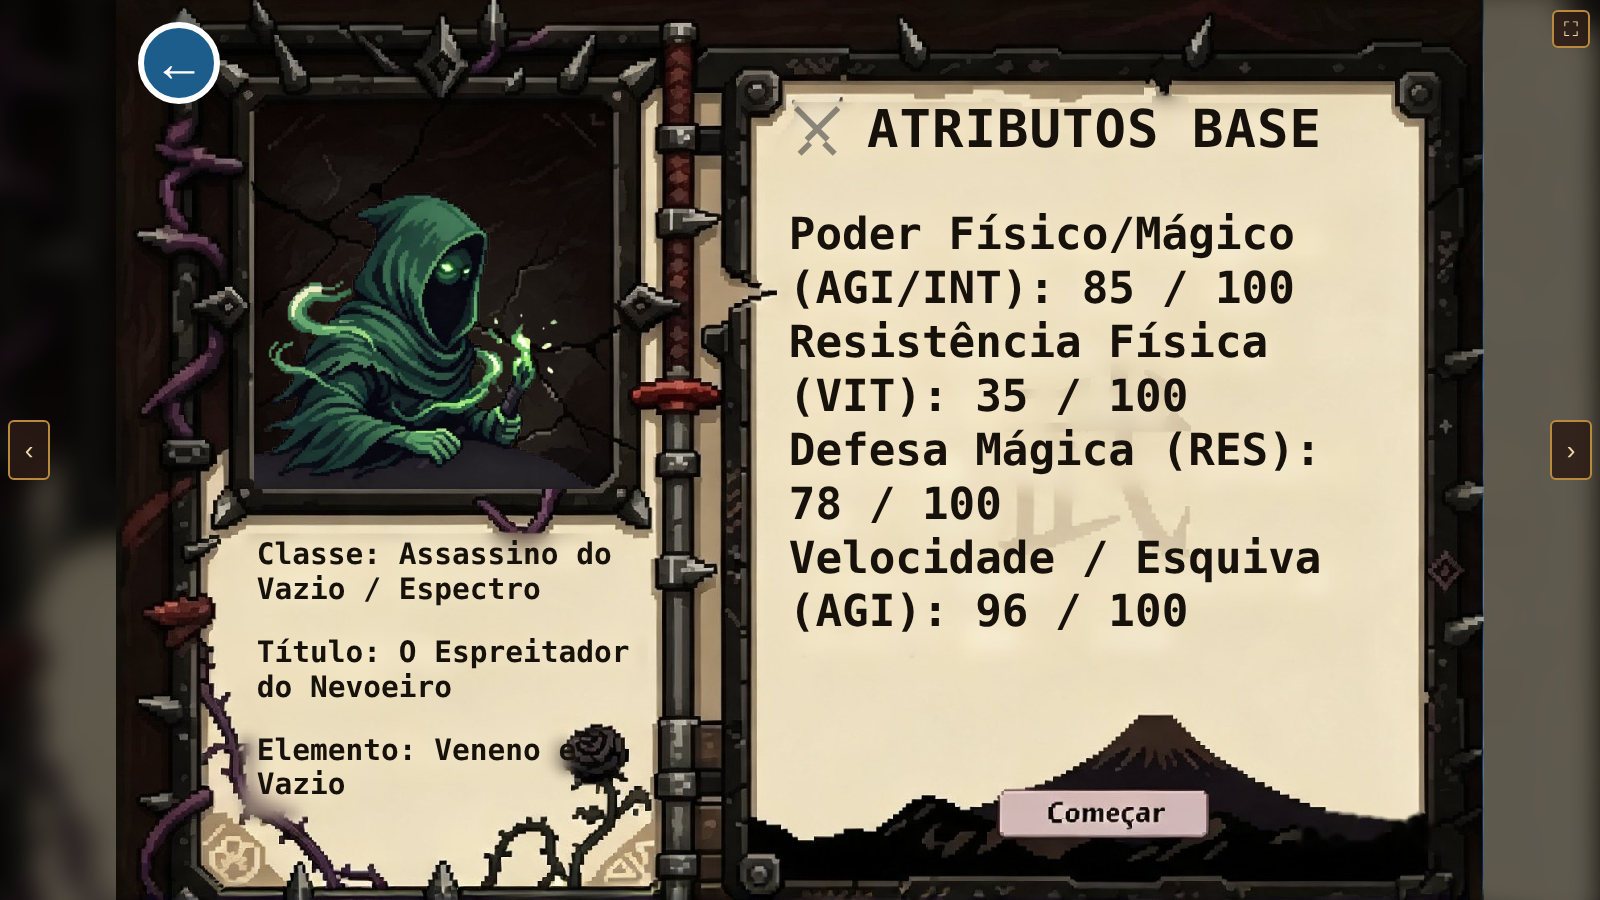 Classe: Assassino do
Vazio / Espectro
Título: O Espreitador
do Nevoeiro
Elemento: Veneno e
Vazio
ATRIBUTOS BASE
Poder Físico/Mágico
(AGI/INT): 85 / 100
Resistência Física
(VIT): 35 / 100
Defesa Mágica (RES):
78 / 100
Velocidade / Esquiva
(AGI): 96 / 100
Começar